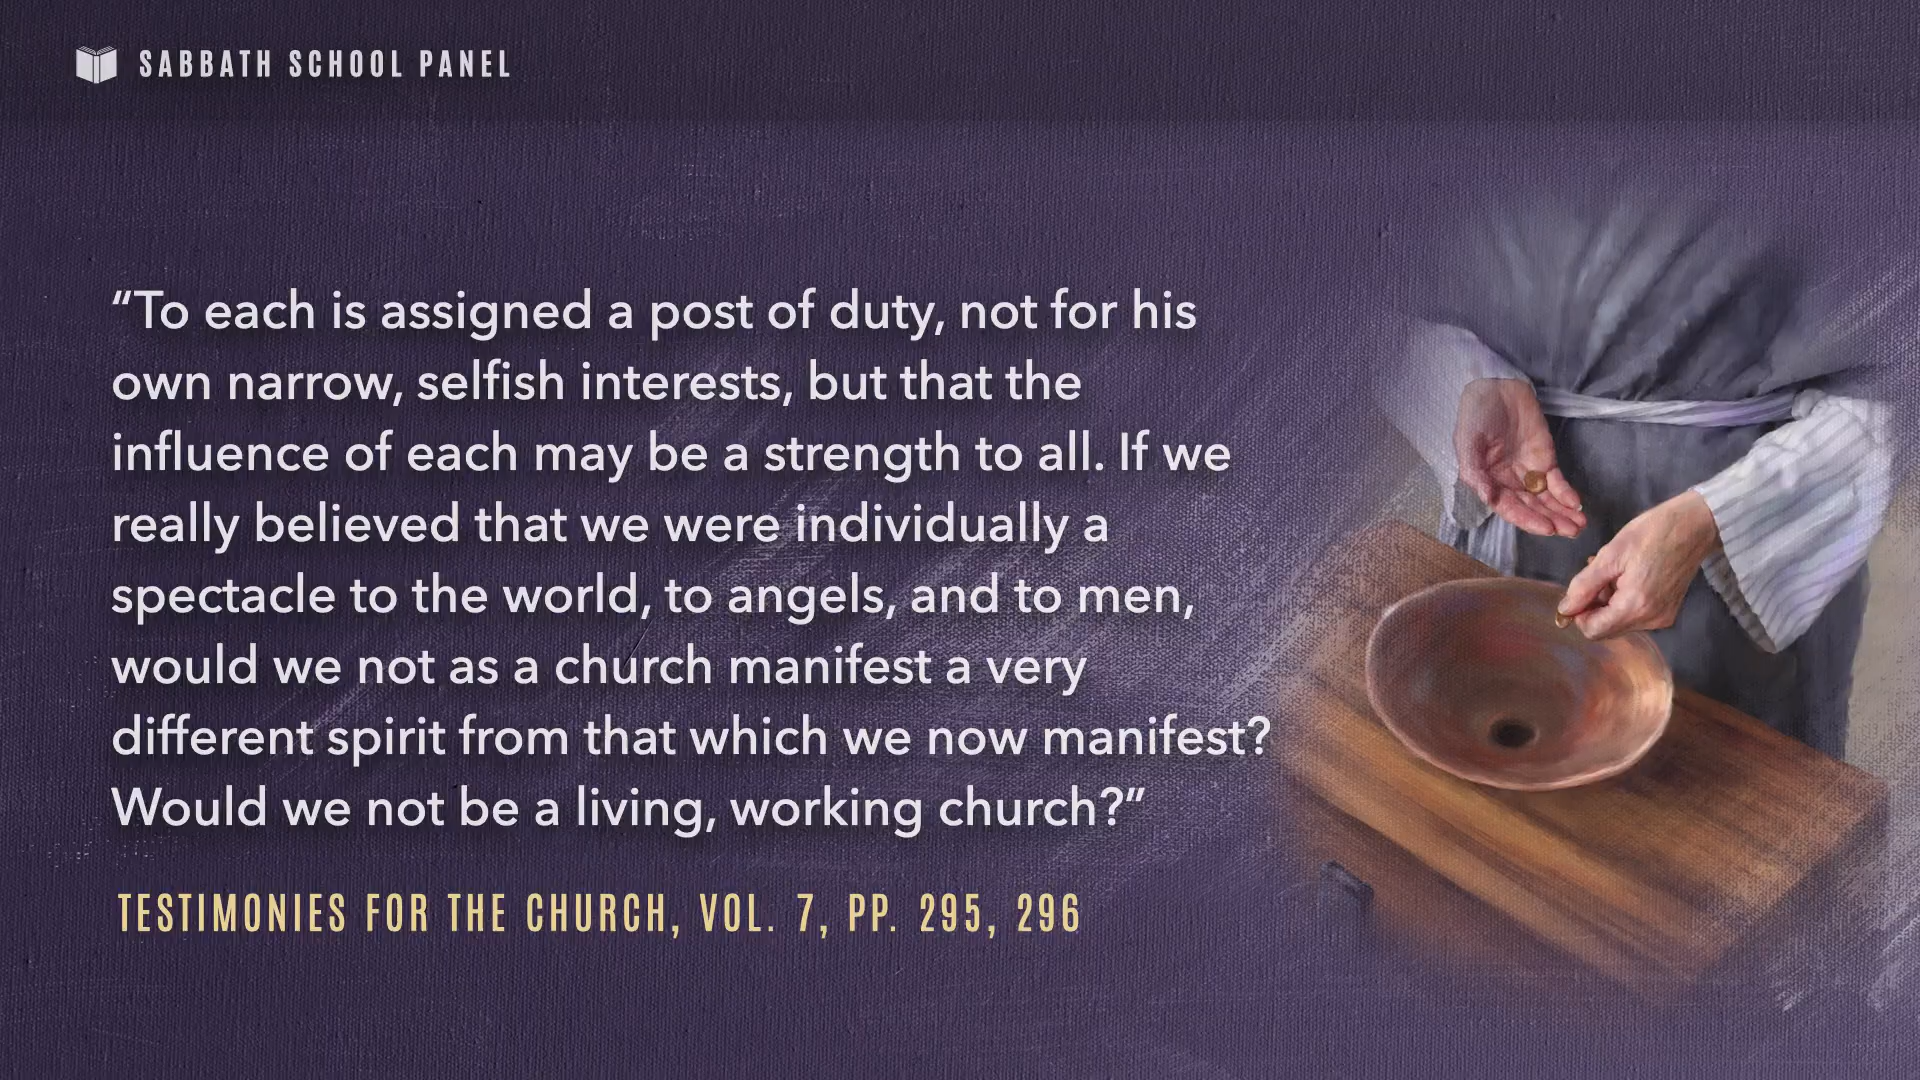 SABBATH SCHOOL PANEL
“To each is assigned a post of duty, not for his
own narrow, selfish interests, but that the
influence of each may be a strength to all. If we
really believed that we were individually a
spectacle to the world, to angels, and to men,
would we not as a church manifest a very
different spirit from that which we now manifest?
Would we not be a living, working church?”
TESTIMONIES FOR THE CHURCH, VOL. 7, PP. 295, 296